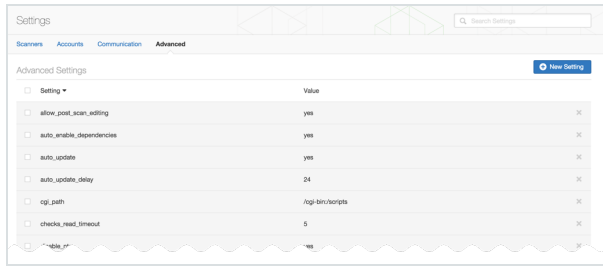 Settings
Search Settings
Scanners Accounts Communication Advanced
Advanced Settings
New Setting
Setting Value
allow_post_scan_editing yes
auto_enable_dependencies yes
auto_update yes
auto_update_delay 24
cgi_path /cgi-bin:/scripts
checks_read_timeout 5
yes